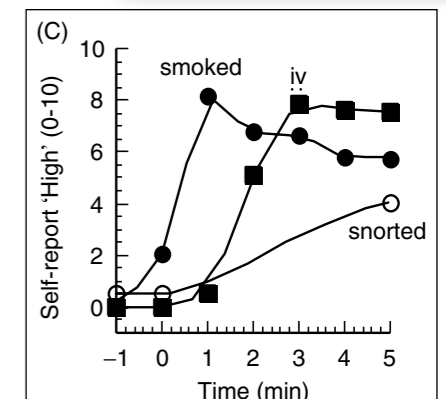 (C)
10
smoked
iv
8
6
4
snorted
2
0
Self-report ‘High’ (0-10)
–1 0 1 2 3 4 5
Time (min)